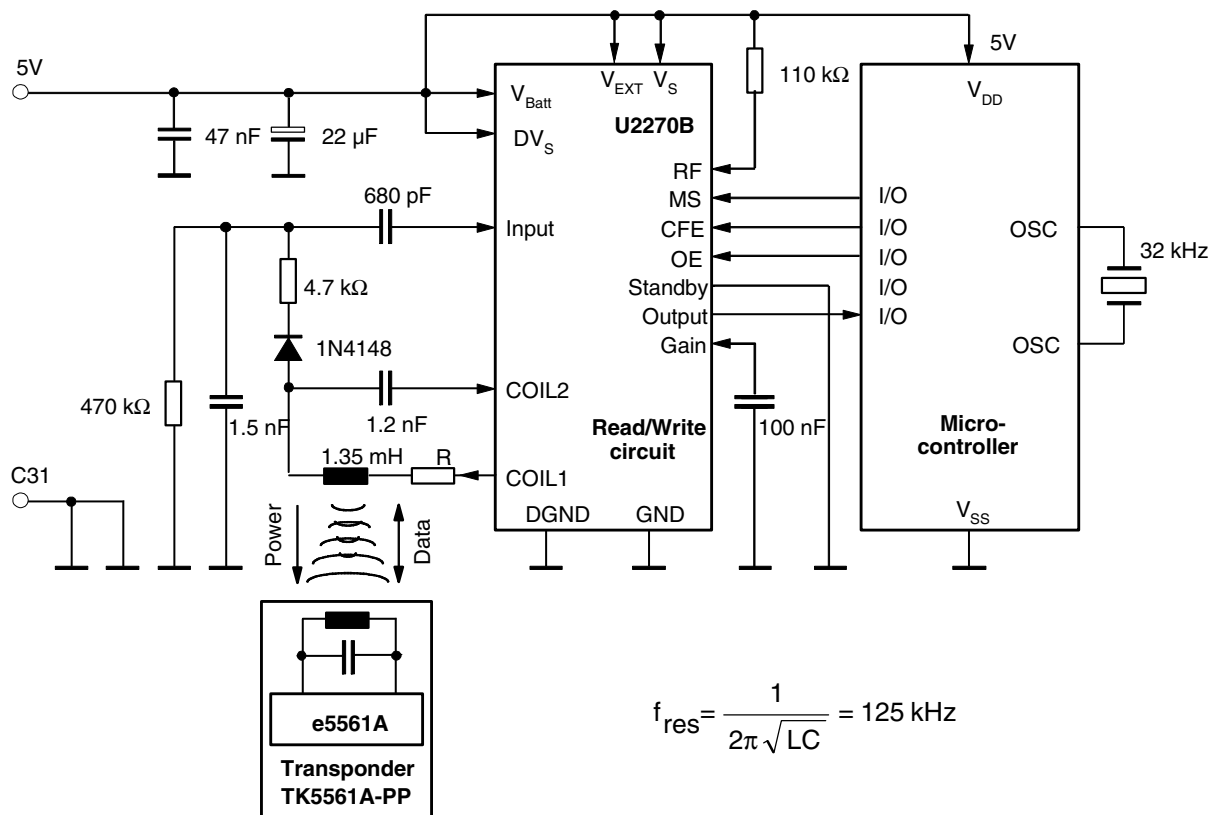 5V
47 nF
22 µF
680 pF
4.7 kΩ
1N4148
470 kΩ
1.5 nF
1.2 nF
1.35 mH
R
C31
Power
Data
V_Batt
DV_S
Input
COIL2
COIL1
V_EXT
V_S
U2270B
RF
MS
CFE
OE
Standby
Output
Gain
Read/Write
circuit
DGND
GND
110 kΩ
100 nF
5V
V_DD
I/O
I/O
I/O
I/O
I/O
OSC
OSC
32 kHz
Micro-
controller
V_SS
e5561A
Transponder
TK5561A-PP
f_res = 1 / (2π √LC) = 125 kHz